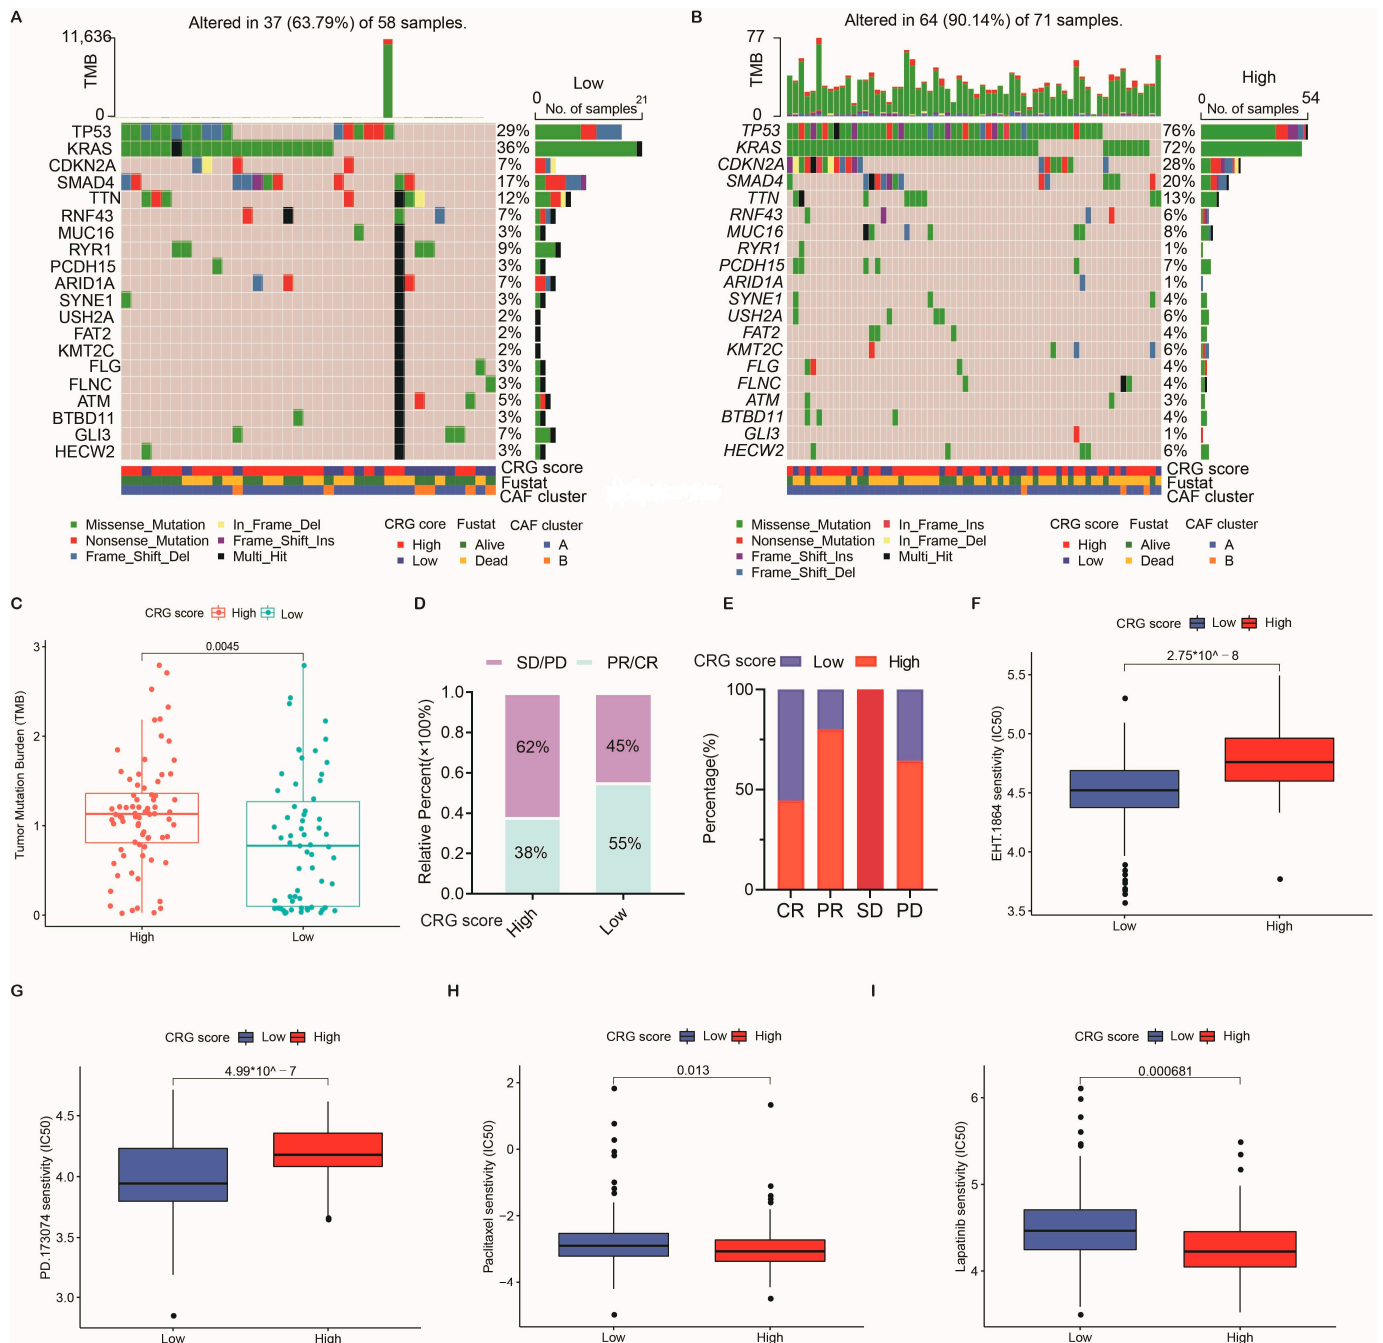 A
Altered in 37 (63.79%) of 58 samples.
11,636
TMB
0
Low
0 21
No. of samples
TP53 29%
KRAS 36%
CDKN2A 7%
SMAD4 17%
TTN 12%
RNF43 7%
MUC16 3%
RYR1 9%
PCDH15 3%
ARID1A 7%
SYNE1 3%
USH2A 2%
FAT2 2%
KMT2C 2%
FLG 3%
FLNC 3%
ATM 5%
BTBD11 3%
GLI3 7%
HECW2 3%
CRG score
Fustat
CAF cluster
Missense_Mutation In_Frame_Del CRG core Fustat CAF cluster
Nonsense_Mutation Frame_Shift_Ins High Alive A
Frame_Shift_Del Multi_Hit Low Dead B
B
Altered in 64 (90.14%) of 71 samples.
77
TMB
0
High
0 54
No. of samples
TP53 76%
KRAS 72%
CDKN2A 28%
SMAD4 20%
TTN 13%
RNF43 6%
MUC16 8%
RYR1 1%
PCDH15 7%
ARID1A 1%
SYNE1 4%
USH2A 6%
FAT2 4%
KMT2C 6%
FLG 4%
FLNC 4%
ATM 3%
BTBD11 4%
GLI3 1%
HECW2 6%
CRG score
Fustat
CAF cluster
Missense_Mutation In_Frame_Ins CRG score Fustat CAF cluster
Nonsense_Mutation In_Frame_Del High Alive A
Frame_Shift_Ins Multi_Hit Low Dead B
Frame_Shift_Del
C
CRG score High Low
0.0045
Tumor Mutation Burden (TMB)
3
2
1
0
High Low
D
SD/PD PR/CR
Relative Percent(×100%)
1.0
0.8
0.6
0.4
0.2
0.0
62% 45%
38% 55%
CRG score High Low
E
CRG score Low High
Percentage(%)
100
50
0
CR PR SD PD
F
CRG score Low High
2.75*10^ − 8
EHT.1864 senstivity (IC50)
5.5
5.0
4.5
4.0
3.5
Low High
G
CRG score Low High
4.99*10^ − 7
PD.173074 senstivity (IC50)
4.5
4.0
3.5
3.0
Low High
H
CRG score Low High
0.013
Paclitaxel senstivity (IC50)
2
0
−2
−4
Low High
I
CRG score Low High
0.000681
Lapatinib senstivity (IC50)
6
5
4
Low High